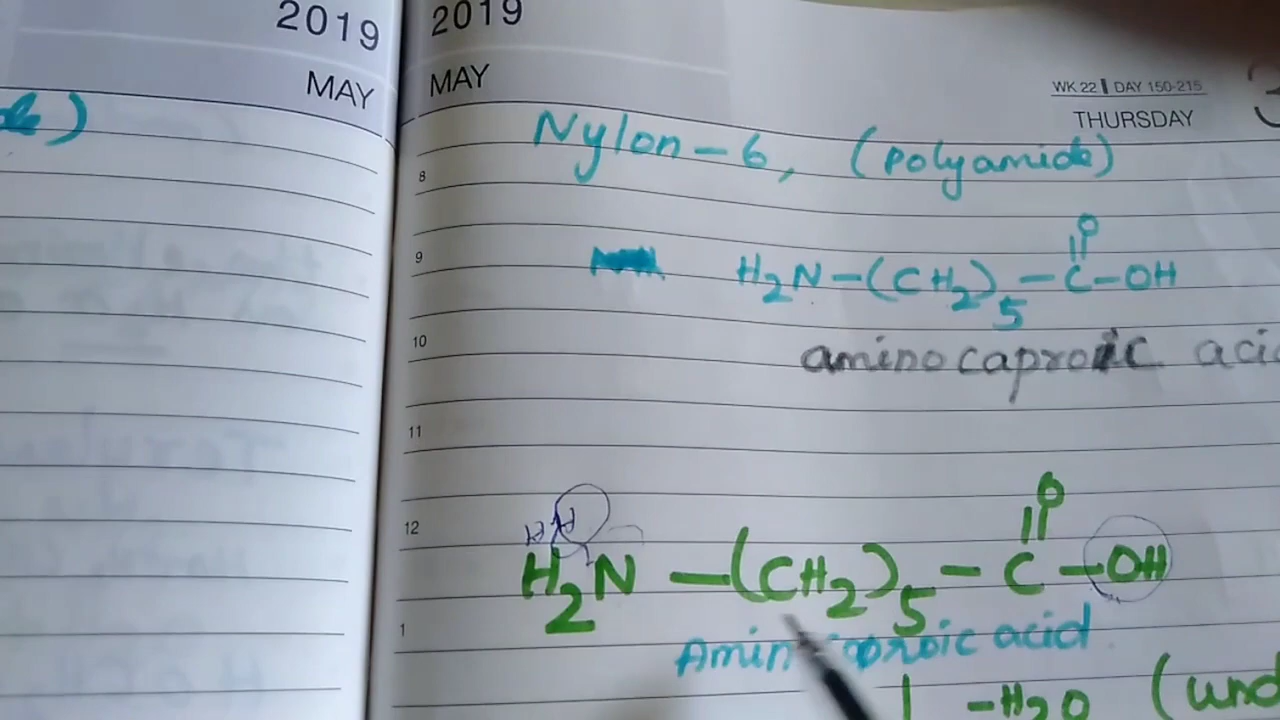 2019
MAY
2019
MAY
WK 22 | DAY 150-215
THURSDAY
Nylon-6, (polyamide)
8
9
H2N-(CH2)5-C-OH
O
10
aminocaproic
11
12
H H
O
H2N-(CH2)5-C-OH
1
acid
-H2O